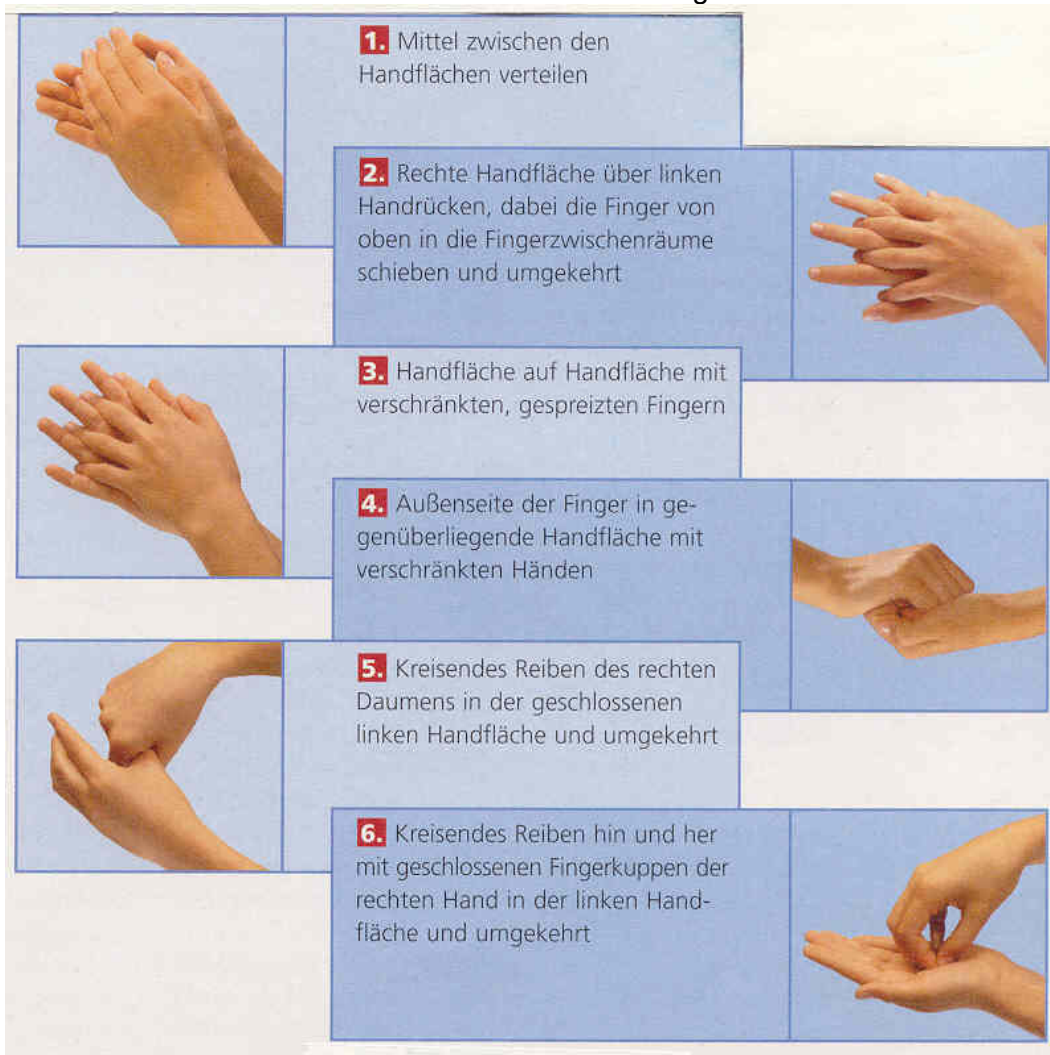 1. Mittel zwischen den
Handflächen verteilen
2. Rechte Handfläche über linken
Handrücken, dabei die Finger von
oben in die Fingerzwischenräume
schieben und umgekehrt
3. Handfläche auf Handfläche mit
verschränkten, gespreizten Fingern
4. Außenseite der Finger in ge-
genüberliegende Handfläche mit
verschränkten Händen
5. Kreisendes Reiben des rechten
Daumens in der geschlossenen
linken Handfläche und umgekehrt
6. Kreisendes Reiben hin und her
mit geschlossenen Fingerkuppen der
rechten Hand in der linken Hand-
fläche und umgekehrt